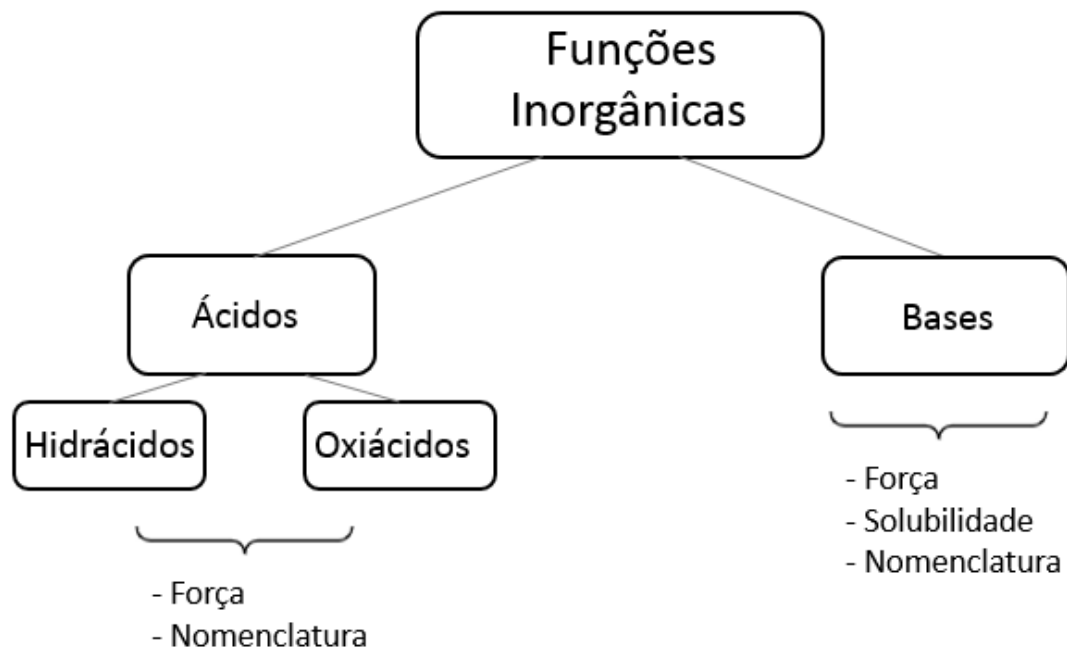 Funções
Inorgânicas
Ácidos
Bases
Hidrácidos
Oxiácidos
- Força
- Solubilidade
- Nomenclatura
- Força
- Nomenclatura